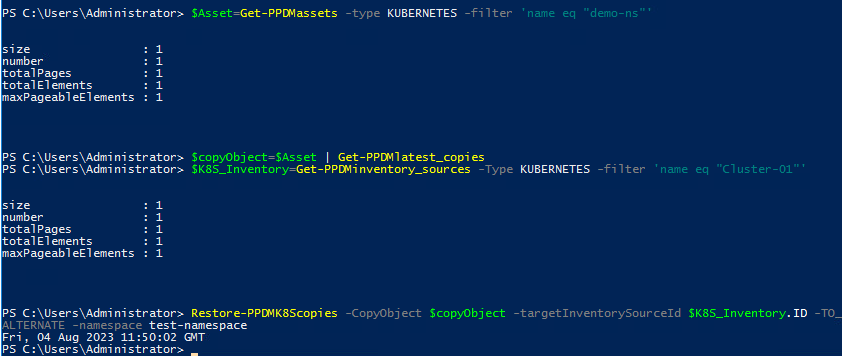 PS C:\Users\Administrator> $Asset=Get-PPDMassets -type KUBERNETES -filter 'name eq "demo-ns"'
size : 1
number : 1
totalPages : 1
totalElements : 1
maxPageableElements : 1
PS C:\Users\Administrator> $copyObject=$Asset | Get-PPDMlatest_copies
PS C:\Users\Administrator> $K8S_Inventory=Get-PPDMinventory_sources -Type KUBERNETES -filter 'name eq "Cluster-01"'
size : 1
number : 1
totalPages : 1
totalElements : 1
maxPageableElements : 1
PS C:\Users\Administrator> Restore-PPDMK8Scopies -CopyObject $copyObject -targetInventorySourceId $K8S_Inventory.ID -TO_
ALTERNATE -namespace test-namespace
Fri, 04 Aug 2023 11:50:02 GMT
PS C:\Users\Administrator> _